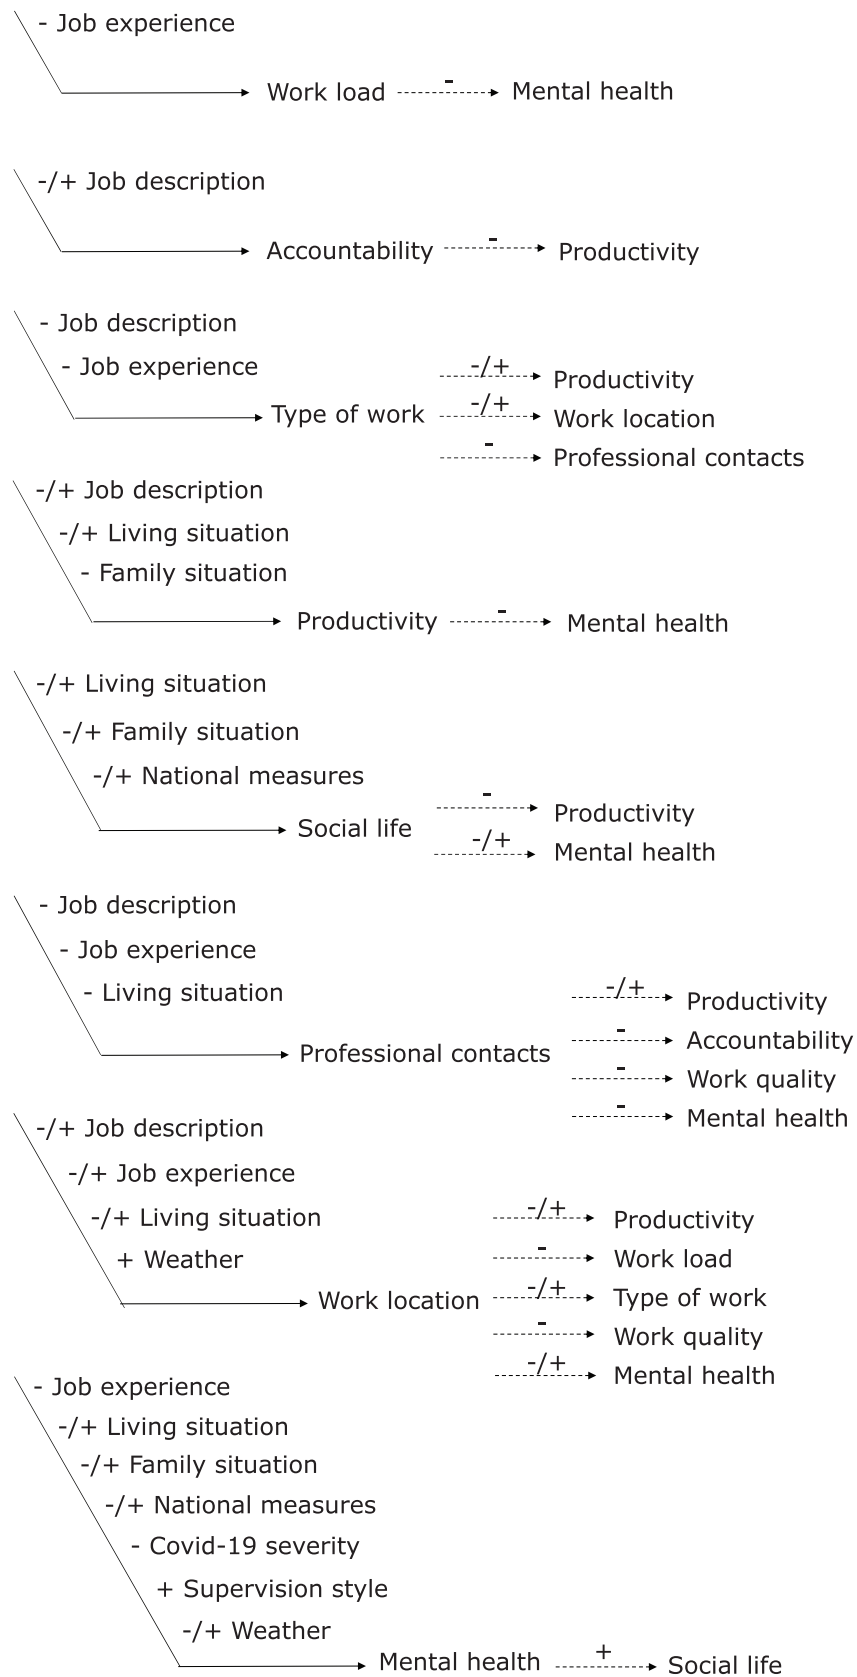 - Job experience
-
Work load
Mental health
-/+ Job description
-
Accountability
Productivity
- Job description
- Job experience
-/+
Productivity
-/+
Type of work
Work location
-
Professional contacts
-/+ Job description
-/+ Living situation
- Family situation
-
Productivity
Mental health
-/+ Living situation
-/+ Family situation
-/+ National measures
-
Productivity
Social life
-/+
Mental health
- Job description
- Job experience
- Living situation
-/+
Productivity
-
Accountability
Professional contacts
-
Work quality
-
Mental health
-/+ Job description
-/+ Job experience
-/+ Living situation
-/+
Productivity
+ Weather
-
Work load
Work location
-/+
Type of work
-
Work quality
-/+
Mental health
- Job experience
-/+ Living situation
-/+ Family situation
-/+ National measures
- Covid-19 severity
+ Supervision style
-/+ Weather
+
Mental health
Social life